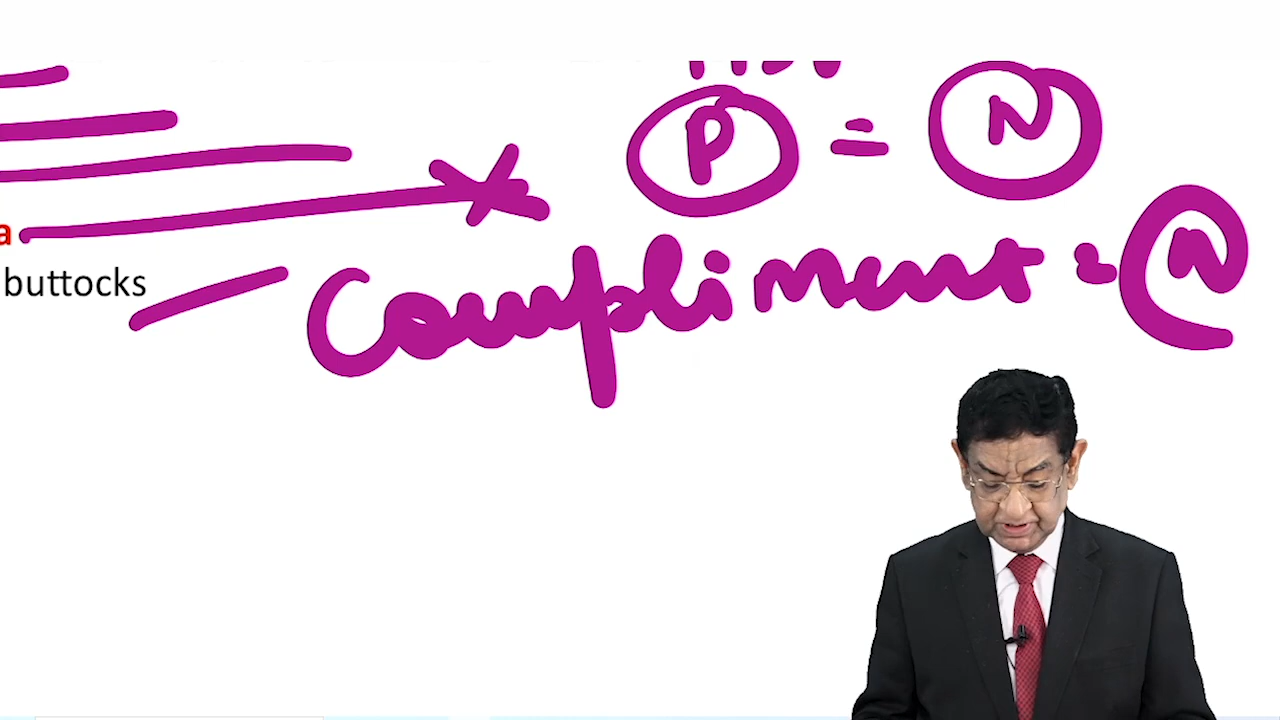 P = N
a
buttocks
Compliment = N